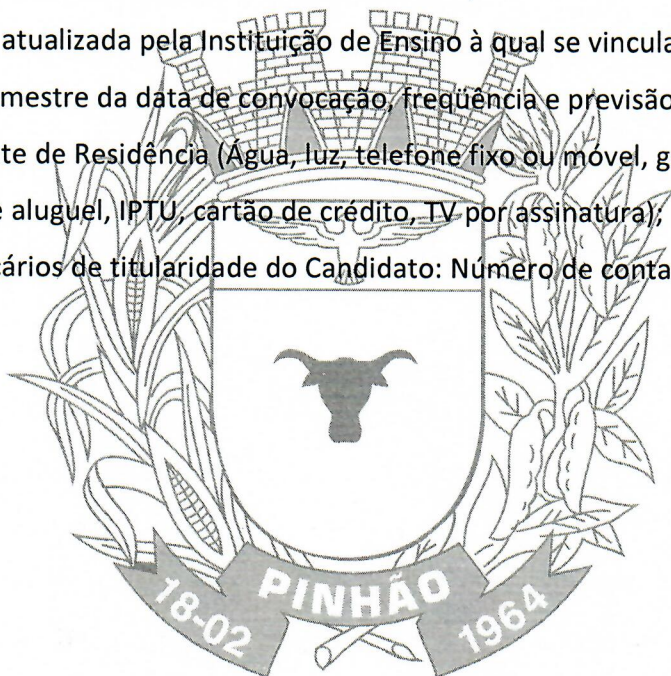 atualizada pela Instituição de Ensino à qual se vincula
mestre da data de convocação, freqüência e previsão
te de Residência (Água, luz, telefone fixo ou móvel, g
aluguel, IPTU, cartão de crédito, TV por assinatura);
cários de titularidade do Candidato: Número de conta
18-02 PINHÃO 1964